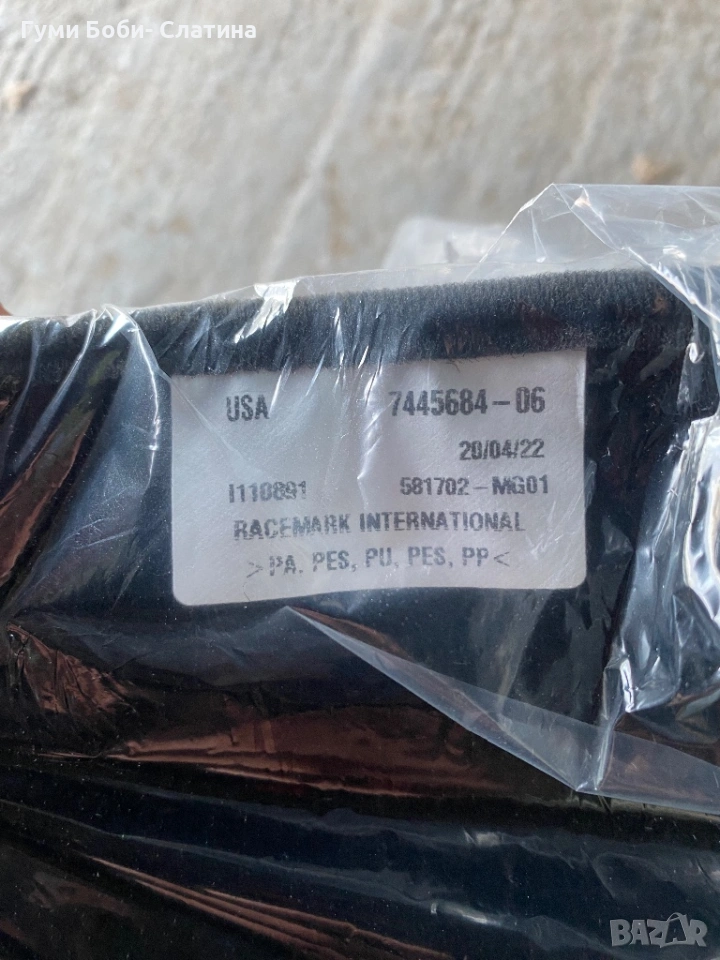 Гуми Боби- Слатина
USA 7445684-06
20/04/22
I110891 581702-MG01
RACEMARK INTERNATIONAL
>PA, PES, PU, PES, PP<
BAZAR